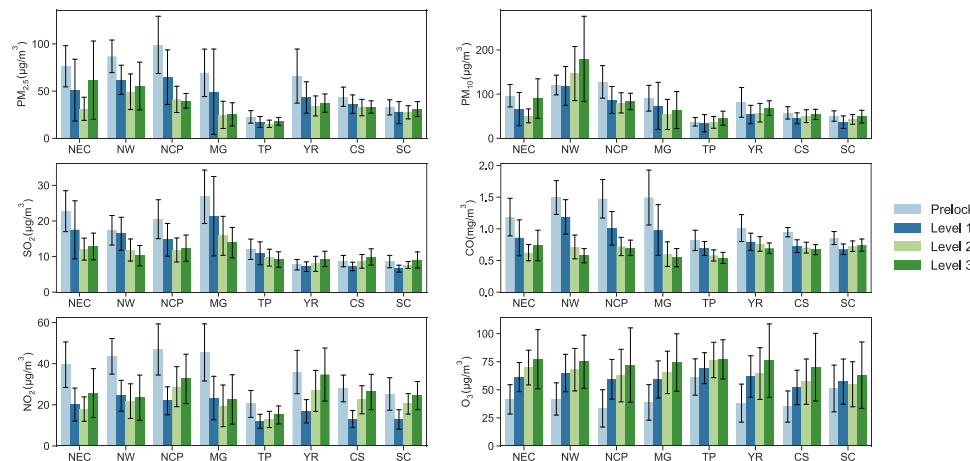 PM2.5(μg/m3)
100
50
0
NEC NW NCP MG TP YR CS SC
PM10(μg/m3)
200
100
0
NEC NW NCP MG TP YR CS SC
SO2(μg/m3)
30
20
10
0
NEC NW NCP MG TP YR CS SC
CO(mg/m3)
2.0
1.5
1.0
0.5
0.0
NEC NW NCP MG TP YR CS SC
NO2(μg/m3)
60
40
20
0
NEC NW NCP MG TP YR CS SC
O3(μg/m3)
100
75
50
25
0
NEC NW NCP MG TP YR CS SC
Prelock
Level 1
Level 2
Level 3